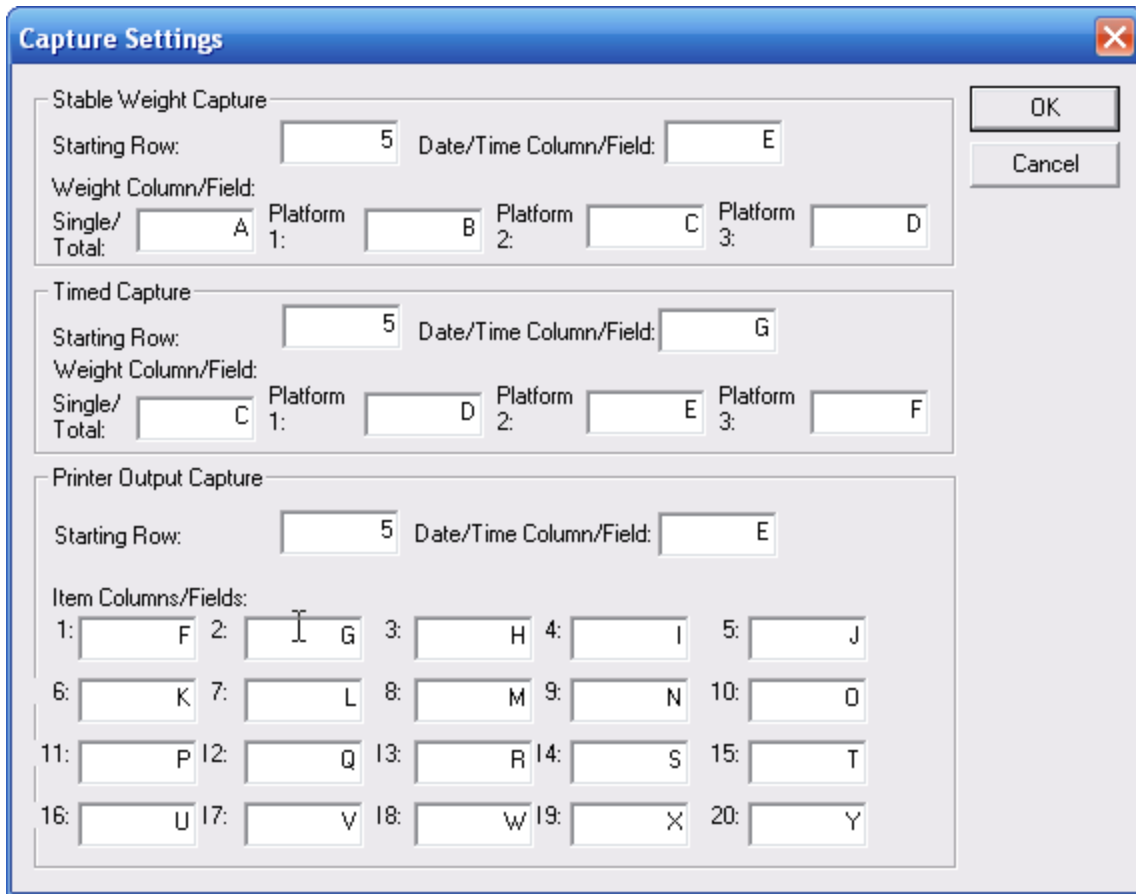 Capture Settings
Stable Weight Capture
OK
Starting Row: 5 Date/Time Column/Field: E
Cancel
Weight Column/Field:
Single/ Total: A Platform 1: B Platform 2: C Platform 3: D
Timed Capture
Starting Row: 5 Date/Time Column/Field: G
Weight Column/Field:
Single/ Total: C Platform 1: D Platform 2: E Platform 3: F
Printer Output Capture
Starting Row: 5 Date/Time Column/Field: E
Item Columns/Fields:
1: F 2: G 3: H 4: I 5: J
6: K 7: L 8: M 9: N 10: O
11: P 12: Q 13: R 14: S 15: T
16: U 17: V 18: W 19: X 20: Y